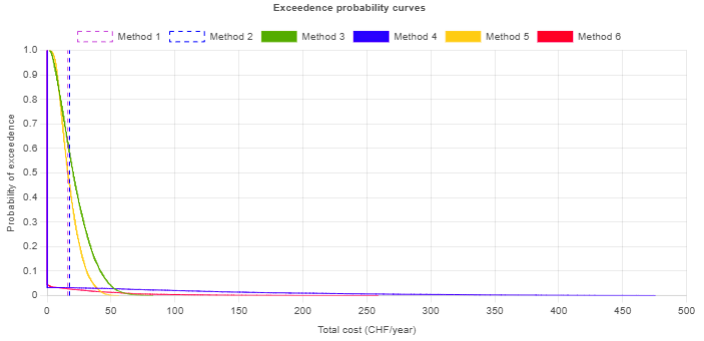 Exceedence probability curves
Method 1 Method 2 Method 3 Method 4 Method 5 Method 6
1.0
0.9
0.8
0.7
0.6
0.5
0.4
0.3
0.2
0.1
0
Probability of exceedence
0 50 100 150 200 250 300 350 400 450 500
Total cost (CHF/year)